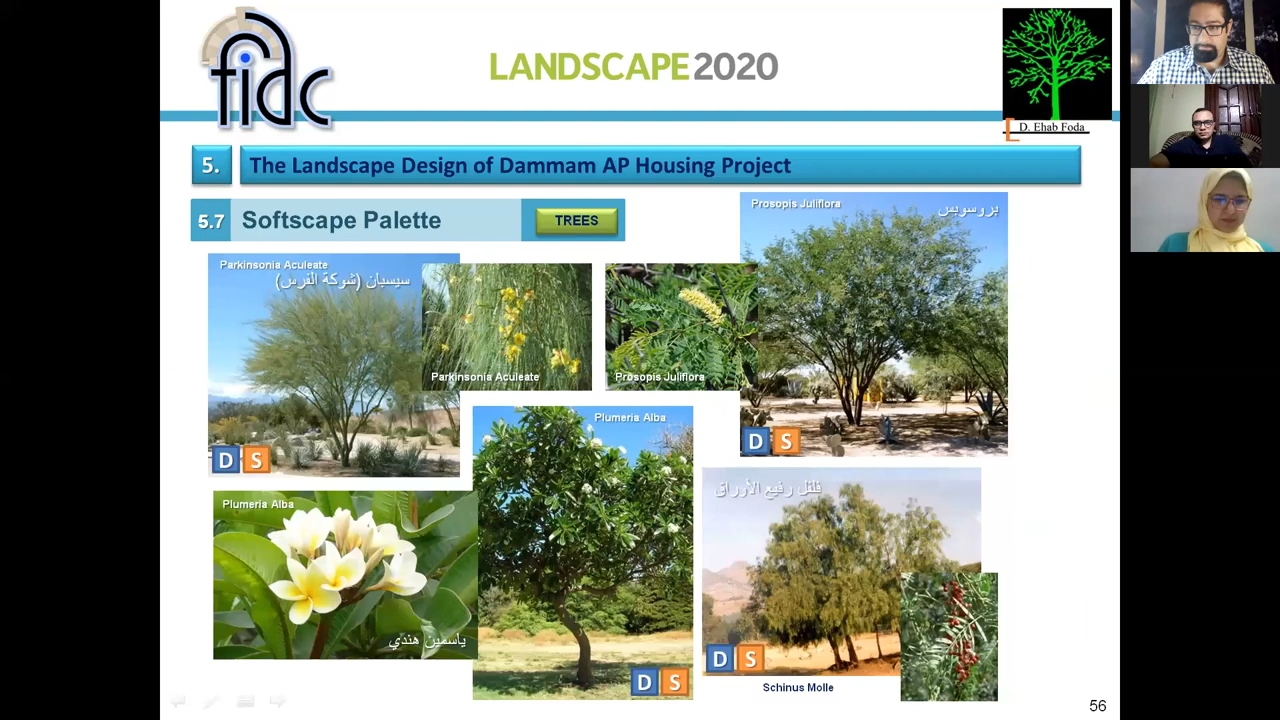 fidc
LANDSCAPE2020
D. Ehab Foda
5.
The Landscape Design of Dammam AP Housing Project
5.7
Softscape Palette
TREES
Parkinsonia Aculeate
سيسبان (شوكة الفرس)
Parkinsonia Aculeate
D S
Prosopis Juliflora
Prosopis Juliflora
بروسوبس
D S
Plumeria Alba
ياسمين هندي
Plumeria Alba
D S
فلفل رفيع الأوراق
D S
Schinus Molle
56